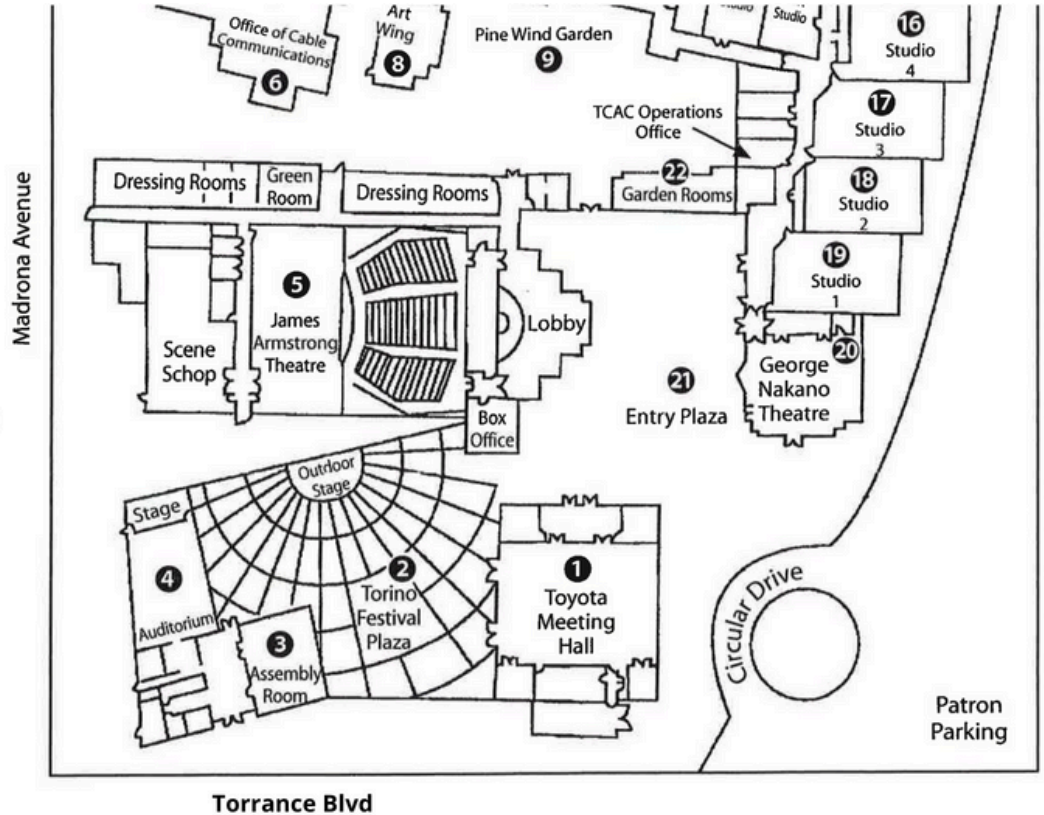 Office of Cable
Communications
6
Art
Wing
8
Pine Wind Garden
9
Studio
16
Studio
4
17
Studio
3
TCAC Operations
Office
22
Garden Rooms
18
Studio
2
19
Studio
1
20
George
Nakano
Theatre
Dressing Rooms
Green
Room
Dressing Rooms
Madrona Avenue
5
James
Armstrong
Theatre
Scene
Schop
Lobby
21
Entry Plaza
Box
Office
Outdoor
Stage
Stage
4
Auditorium
2
Torino
Festival
Plaza
3
Assembly
Room
1
Toyota
Meeting
Hall
Circular Drive
Patron
Parking
Torrance Blvd